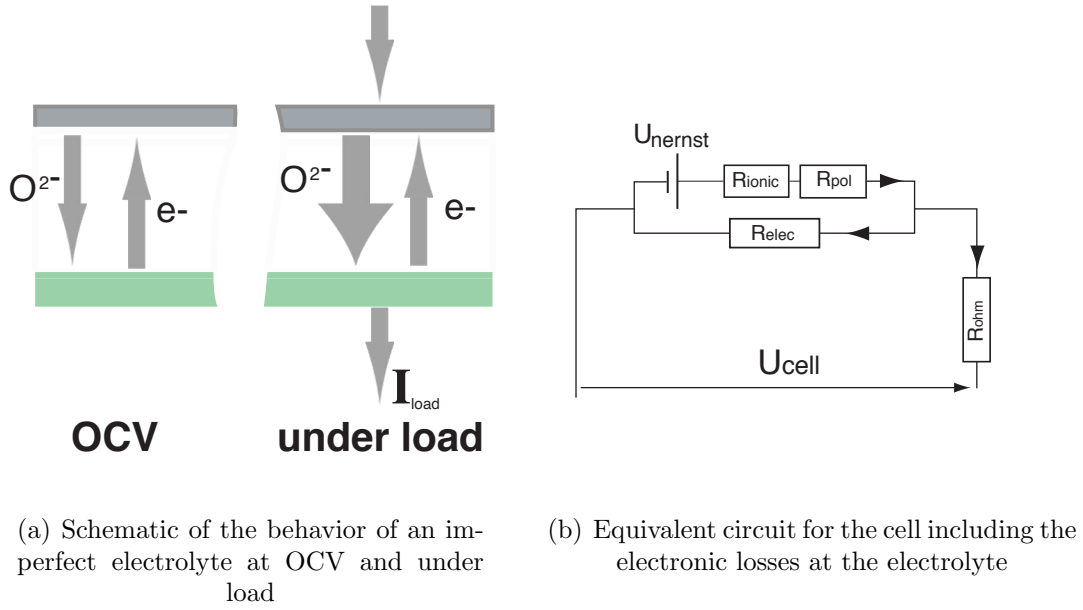 O²⁻
e-
OCV
O²⁻
e-
I load
under load
Unernst
Rionic
Rpol
Relec
Rohm
Ucell
(a) Schematic of the behavior of an im-
perfect electrolyte at OCV and under
load
(b) Equivalent circuit for the cell including the
electronic losses at the electrolyte